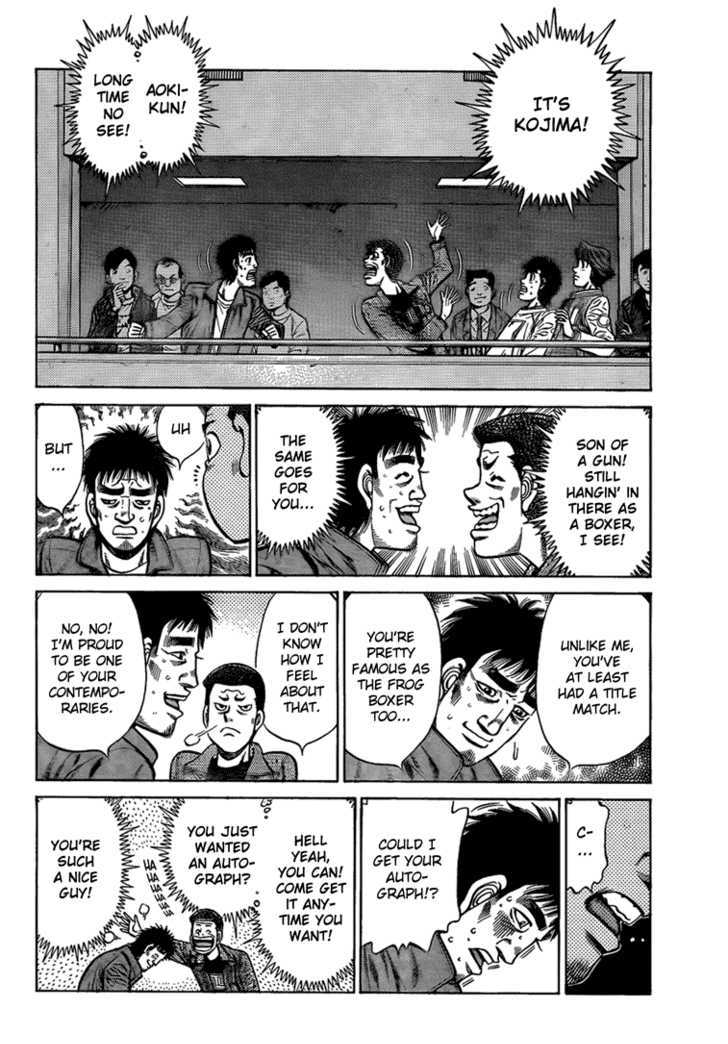 IT'S
KOJIMA!
AOKI-
KUN!
LONG
TIME
NO
SEE!
SON OF
A GUN!
STILL
HANGIN' IN
THERE AS
A BOXER,
I SEE!
THE
SAME
GOES
FOR
YOU...
UH
BUT
...
UNLIKE ME,
YOU'VE
AT LEAST
HAD A TITLE
MATCH.
YOU'RE
PRETTY
FAMOUS AS
THE FROG
BOXER
TOO...
I DON'T
KNOW
HOW I
FEEL
ABOUT
THAT.
NO, NO!
I'M PROUD
TO BE ONE
OF YOUR
CONTEMPO-
RARIES.
C-
...
COULD I
GET YOUR
AUTO-
GRAPH!?
HELL
YEAH,
YOU CAN!
COME GET
IT ANY-
TIME YOU
WANT!
YOU JUST
WANTED
AN AUTO-
GRAPH?
YOU'RE
SUCH
A NICE
GUY!